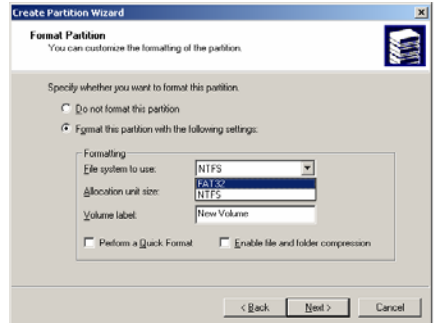 Create Partition Wizard
Format Partition
You can customize the formatting of the partition.
Specify whether you want to format this partition.
Do not format this partition
Format this partition with the following settings:
Formatting
File system to use: NTFS
FAT32
Allocation unit size: NTFS
Volume label: New Volume
Perform a Quick Format Enable file and folder compression
< Back Next > Cancel